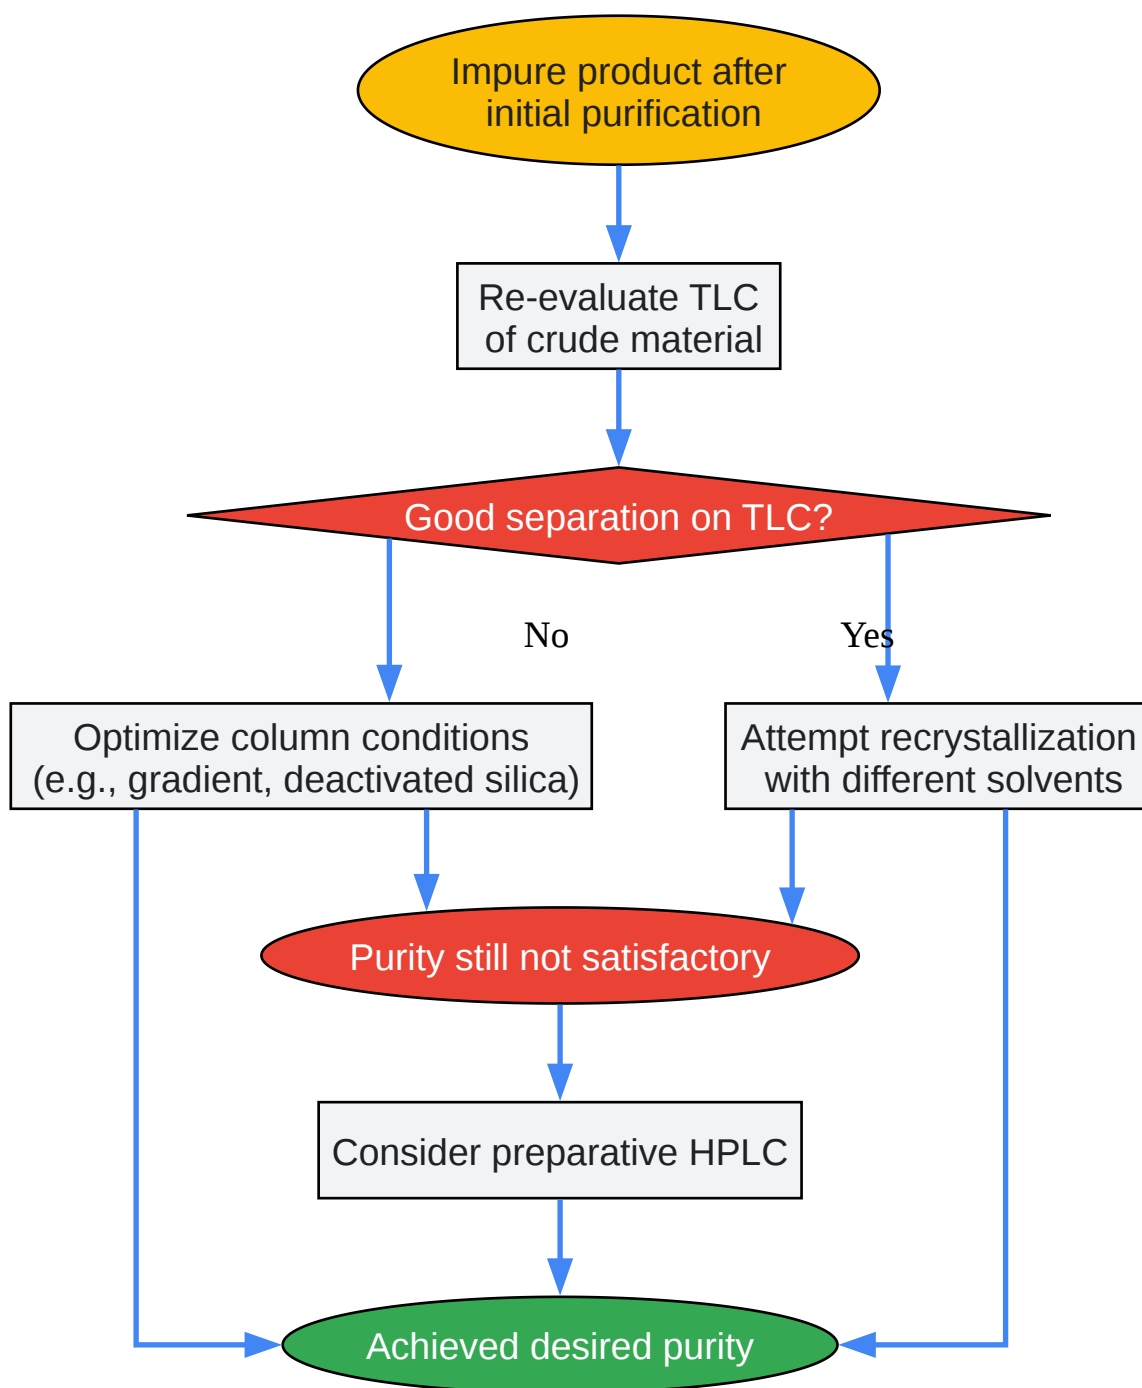 Impure product after
initial purification
Re-evaluate TLC
of crude material
Good separation on TLC?
No
Yes
Optimize column conditions
(e.g., gradient, deactivated silica)
Attempt recrystallization
with different solvents
Purity still not satisfactory
Consider preparative HPLC
Achieved desired purity